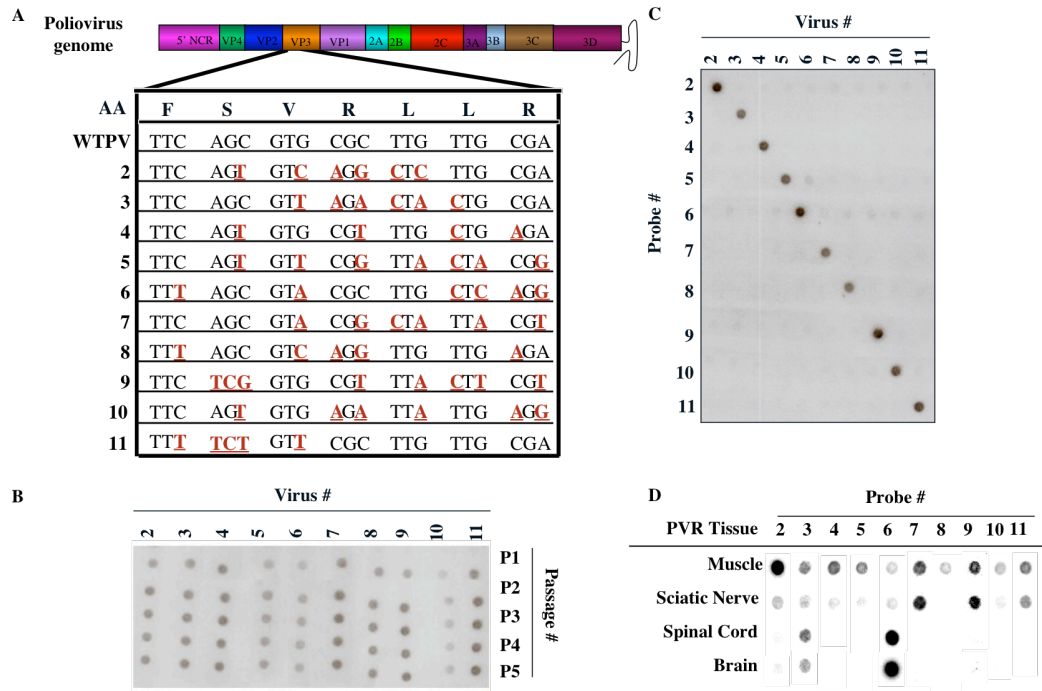 A
Poliovirus
genome
5' NCR VP4 VP2 VP3 VP1 2A 2B 2C 3A 3B 3C 3D
AA F S V R L L R
WTPV TTC AGC GTG CGC TTG TTG CGA
2 TTC AGT GTC AGG CTC TTG CGA
3 TTC AGC GTT AGA CTA CTG CGA
4 TTC AGT GTG CGT TTG CTG AGA
5 TTC AGT GTT CGG TTA CTA CGG
6 TTT AGC GTA CGC TTG CTC AGG
7 TTC AGC GTA CGG CTA TTA CGT
8 TTT AGC GTC AGG TTG TTG AGA
9 TTC TCG GTG CGT TTA CTT CGT
10 TTC AGT GTG AGA TTA TTG AGG
11 TTT TCT GTT CGC TTG TTG CGA
B
Virus #
2 3 4 5 6 7 8 9 10 11
P1
P2
P3
P4
P5
Passage #
C
Virus #
2 3 4 5 6 7 8 9 10 11
Probe #
2
3
4
5
6
7
8
9
10
11
D
Probe #
PVR Tissue 2 3 4 5 6 7 8 9 10 11
Muscle
Sciatic Nerve
Spinal Cord
Brain